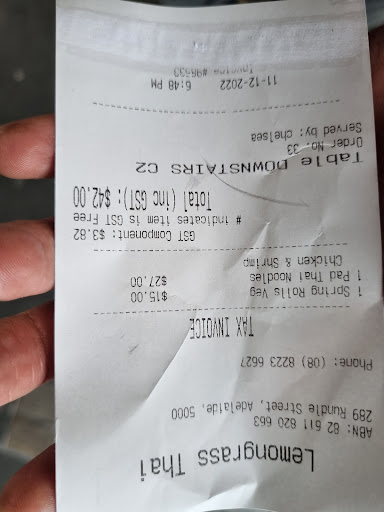 Lemongrass Thai
ABN: 82 611 820 663
289 Rundle Street, Adelaide, 5000
Phone: (08) 8223 6627
TAX INVOICE
1 Spring Rolls Veg $15.00
1 Pad Thai Noodles $27.00
Chicken & Shrimp
GST Component: $3.82
# indicates item is GST Free
Total (inc GST): $42.00
Table DOWNSTAIRS C2
Order No. 33
Served by: chelsea
11-12-2022 6:48 PM
Invoice